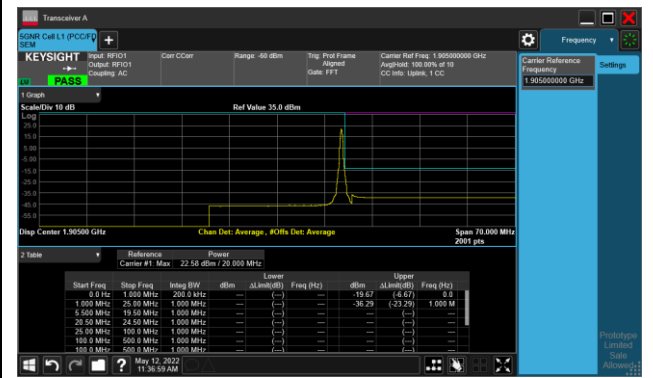 Transceiver A
5GNR Cell L1 (PCC/FD
SEM
+
Frequency
KEYSIGHT
Input: RFIO1
Output: RFIO1
Coupling: AC
Corr CCorr
Range: -60 dBm
Trig: Prot Frame
Aligned
Gate: FFT
Carrier Ref Freq: 1.905000000 GHz
Avg|Hold: 100.00% of 10
CC Info: Uplink, 1 CC
PASS
Carrier Reference
Frequency
1.905000000 GHz
Settings
1 Graph
Scale/Div 10 dB
Ref Value 35.0 dBm
Log
25.0
15.0
5.00
-5.00
-15.0
-25.0
-35.0
-45.0
-55.0
Disp Center 1.90500 GHz
Chan Det: Average , #Offs Det: Average
Span 70.000 MHz
2001 pts
2 Table
Reference Power
Carrier #1: Max 22.58 dBm / 20.000 MHz
Lower Upper
Start Freq Stop Freq Integ BW dBm ΔLimit(dB) Freq (Hz) dBm ΔLimit(dB) Freq (Hz)
0.0 Hz 1.000 MHz 200.0 kHz --- (---) --- -19.67 (-6.67) 0.0
1.000 MHz 25.00 MHz 1.000 MHz --- (---) --- -36.29 (-23.29) 1.000 M
5.500 MHz 19.50 MHz 1.000 MHz --- (---) --- --- (---) ---
20.50 MHz 24.50 MHz 1.000 MHz --- (---) --- --- (---) ---
25.00 MHz 100.0 MHz 1.000 MHz --- (---) --- --- (---) ---
100.0 MHz 500.0 MHz 1.000 MHz --- (---) --- --- (---) ---
100.0 MHz 500.0 MHz 1.000 MHz --- (---) --- --- (---) ---
Prototype
Limited
Sale
Allowed
?
May 12, 2022
11:36:59 AM